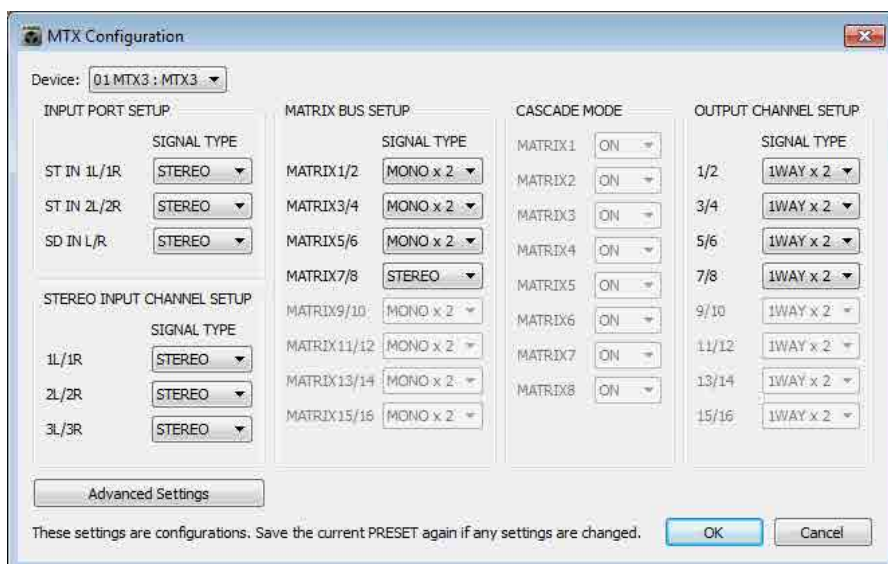 MTX Configuration
Device: 01 MTX3 : MTX3
INPUT PORT SETUP
SIGNAL TYPE
ST IN 1L/1R STEREO
ST IN 2L/2R STEREO
SD IN L/R STEREO
STEREO INPUT CHANNEL SETUP
SIGNAL TYPE
1L/1R STEREO
2L/2R STEREO
3L/3R STEREO
MATRIX BUS SETUP
SIGNAL TYPE
MATRIX1/2 MONO x 2
MATRIX3/4 MONO x 2
MATRIX5/6 MONO x 2
MATRIX7/8 STEREO
MATRIX9/10 MONO x 2
MATRIX11/12 MONO x 2
MATRIX13/14 MONO x 2
MATRIX15/16 MONO x 2
CASCADE MODE
MATRIX1 ON
MATRIX2 ON
MATRIX3 ON
MATRIX4 ON
MATRIX5 ON
MATRIX6 ON
MATRIX7 ON
MATRIX8 ON
OUTPUT CHANNEL SETUP
SIGNAL TYPE
1/2 1WAY x 2
3/4 1WAY x 2
5/6 1WAY x 2
7/8 1WAY x 2
9/10 1WAY x 2
11/12 1WAY x 2
13/14 1WAY x 2
15/16 1WAY x 2
Advanced Settings
These settings are configurations. Save the current PRESET again if any settings are changed.
OK
Cancel